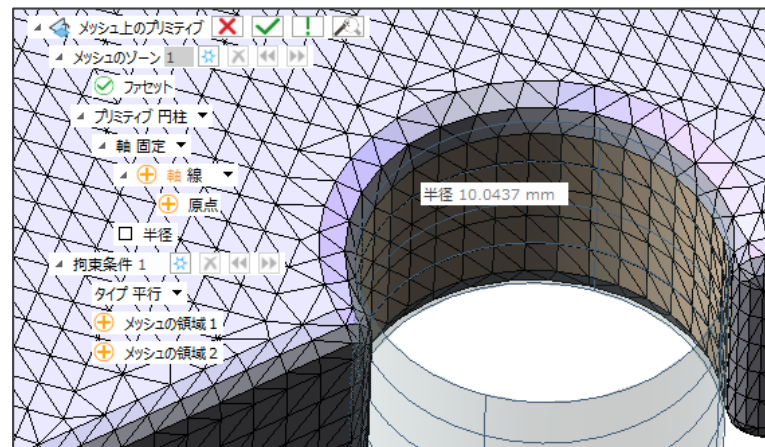 メッシュ上のプリミティブ
メッシュのゾーン 1
ファセット
プリミティブ 円柱
軸 固定
軸 線
原点
半径
拘束条件 1
タイプ 平行
メッシュの領域 1
メッシュの領域 2
半径 10.0437 mm